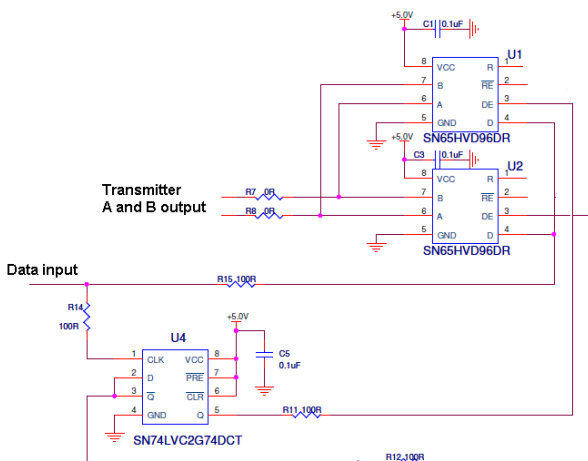 +5.0V
C1 0.1uF
U1
8 VCC R 1
7 B RE 2
6 A DE 3
5 GND D 4
SN65HVD96DR
+5.0V
C3 0.1uF
U2
8 VCC R 1
7 B RE 2
6 A DE 3
5 GND D 4
SN65HVD96DR
Transmitter
A and B output
R7 0R
R8 0R
Data input
R15 100R
R14
100R
+5.0V
U4
C5
0.1uF
1 CLK VCC 8
2 D PRE 7
3 Q CLR 6
4 GND Q 5
R11 100R
SN74LVC2G74DCT
R12 100R